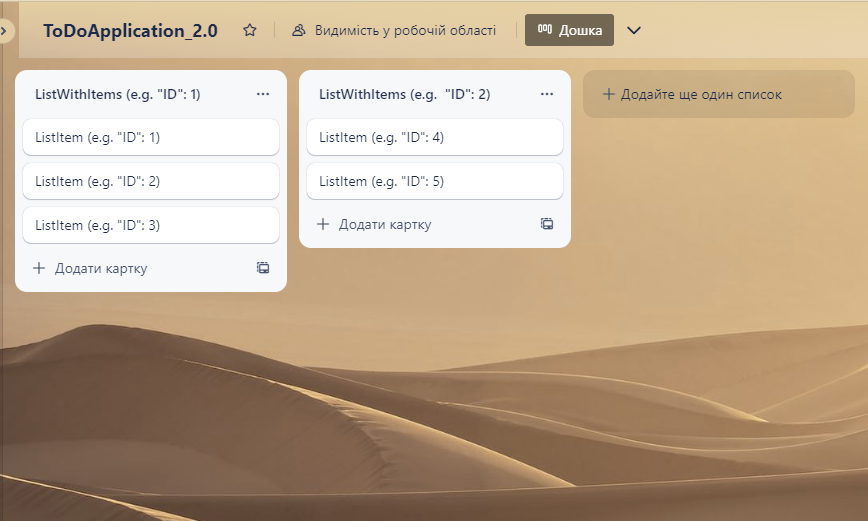 ToDoApplication_2.0
Видимість у робочій області
Дошка
ListWithItems (e.g. "ID": 1)
ListItem (e.g. "ID": 1)
ListItem (e.g. "ID": 2)
ListItem (e.g. "ID": 3)
Додати картку
ListWithItems (e.g.  "ID": 2)
ListItem (e.g. "ID": 4)
ListItem (e.g. "ID": 5)
Додати картку
Додайте ще один список